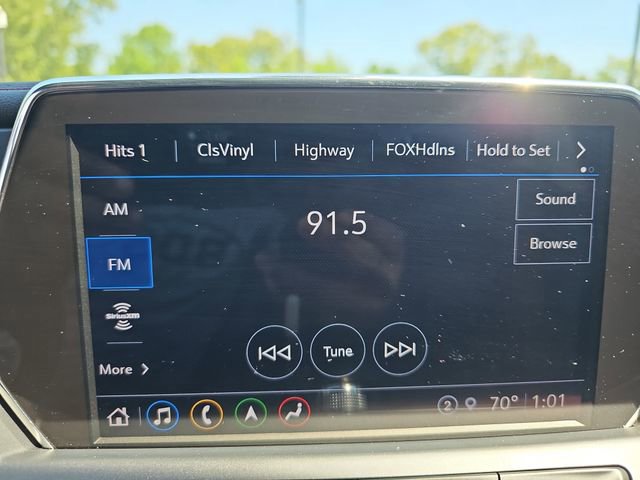 Hits 1 ClsVinyl Highway FOXHdlns Hold to Set
AM
Sound
91.5
FM
Browse
SiriusXM
Tune
More
2 70° 1:01